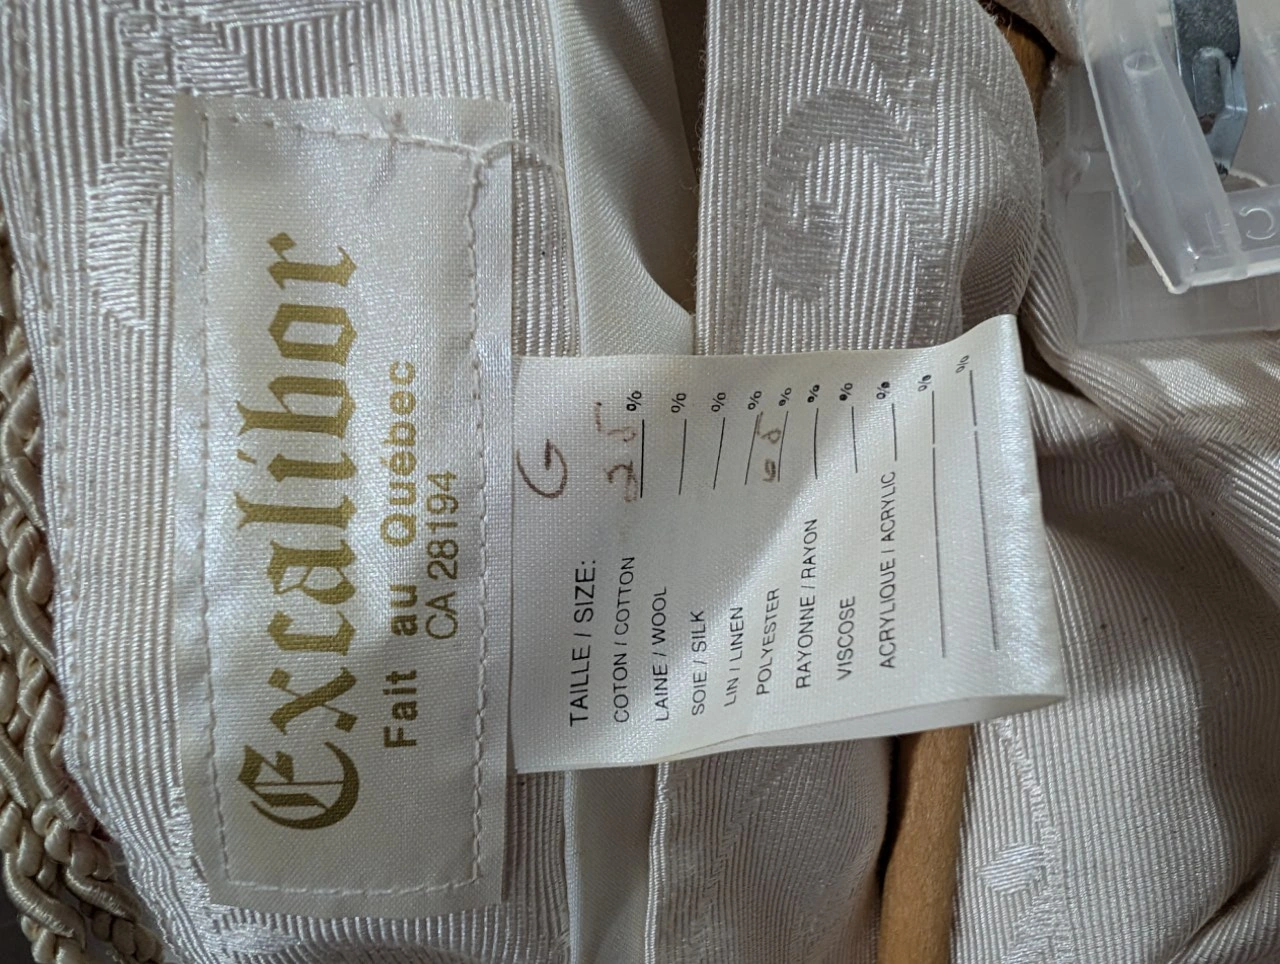 Excalibor
Fait au Québec
CA 28194
TAILLE / SIZE: G
COTON / COTTON 25 %
LAINE / WOOL %
SOIE / SILK %
LIN / LINEN %
POLYESTER 65 %
RAYONNE / RAYON %
VISCOSE %
ACRYLIQUE / ACRYLIC %
%
%